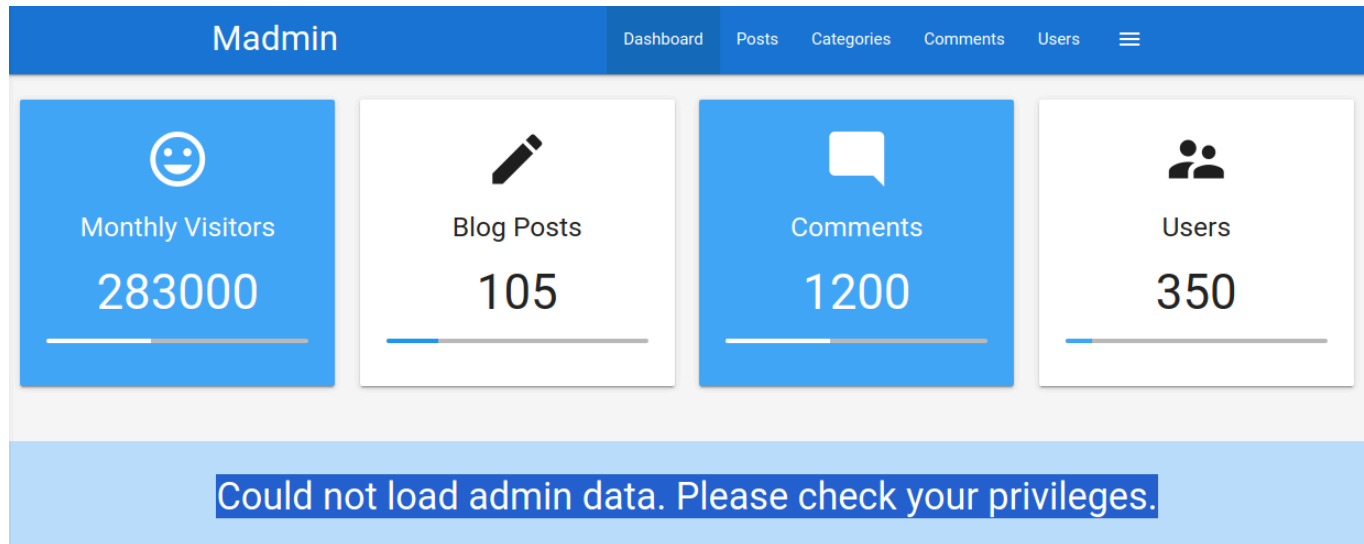 Madmin Dashboard Posts Categories Comments Users
Monthly Visitors
283000
Blog Posts
105
Comments
1200
Users
350
Could not load admin data. Please check your privileges.